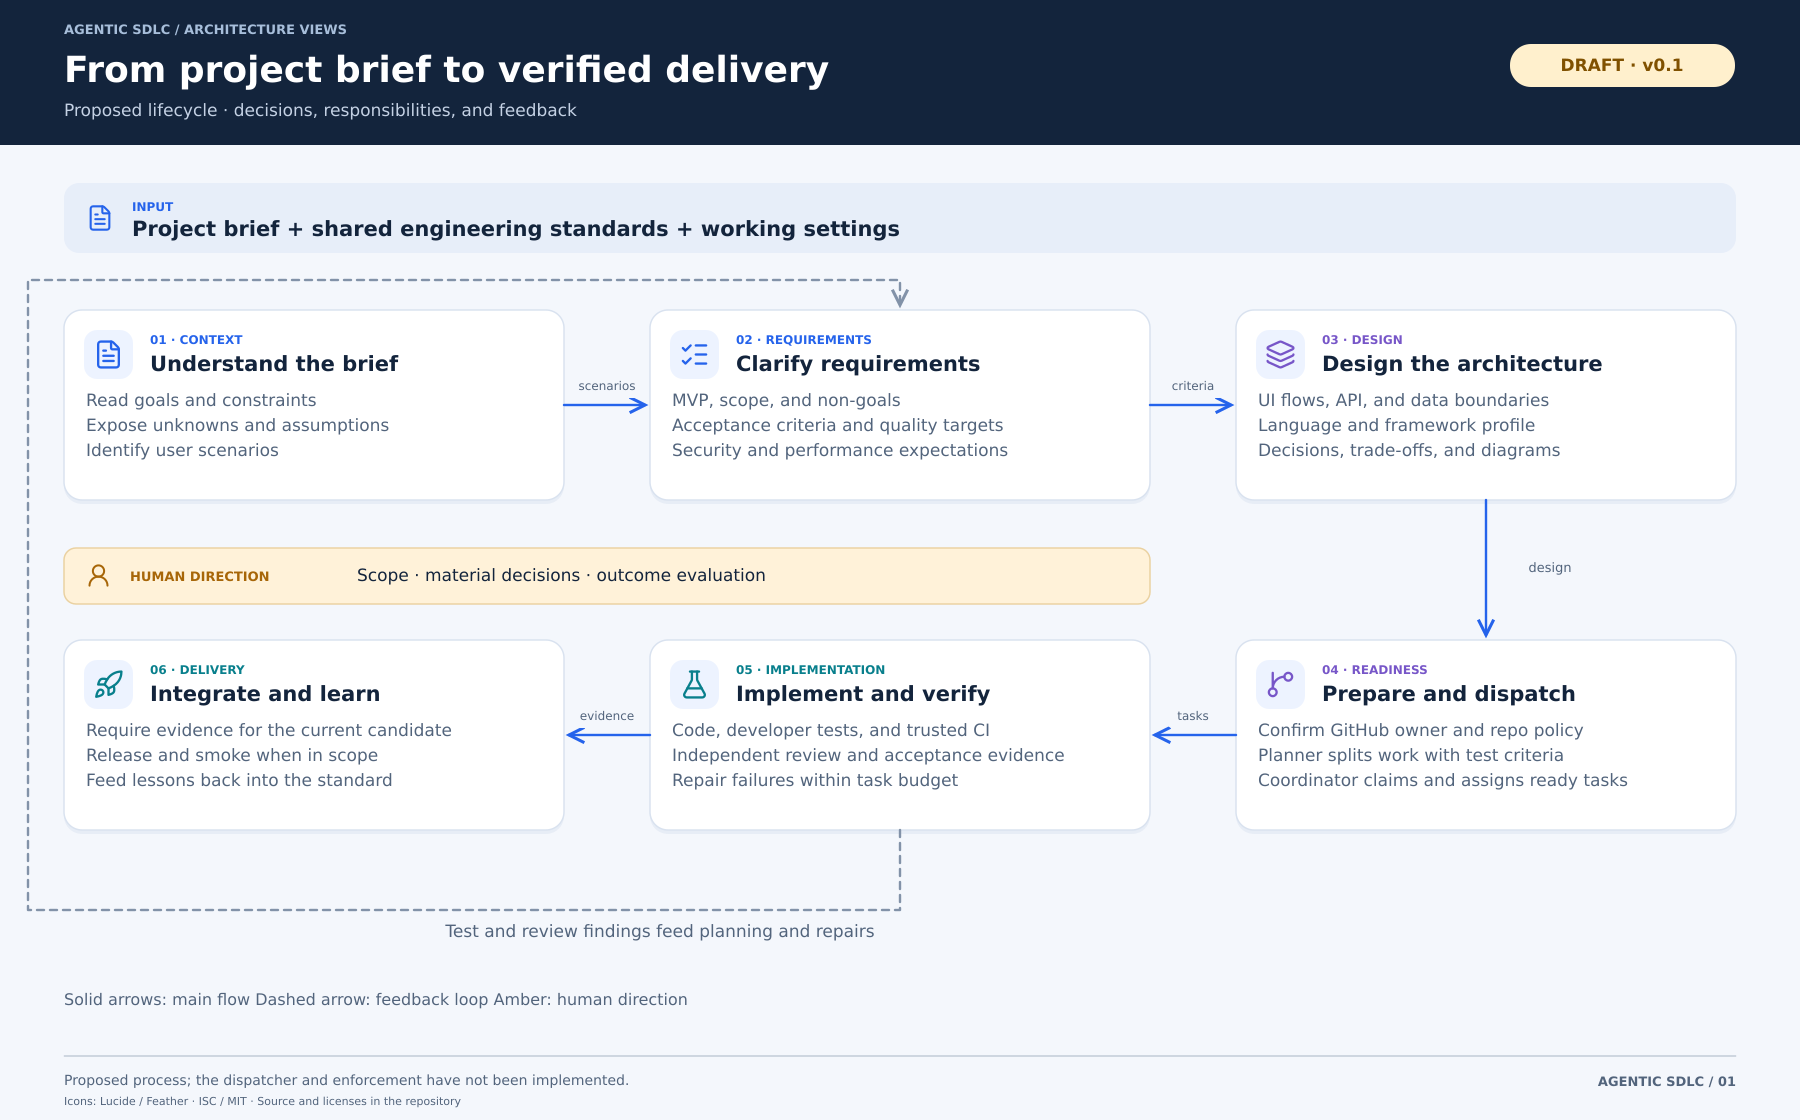 AGENTIC SDLC / ARCHITECTURE VIEWS
From project brief to verified delivery
Proposed lifecycle · decisions, responsibilities, and feedback
DRAFT · v0.1
INPUT
Project brief + shared engineering standards + working settings
01 · CONTEXT
Understand the brief
Read goals and constraints
Expose unknowns and assumptions
Identify user scenarios
scenarios
02 · REQUIREMENTS
Clarify requirements
MVP, scope, and non-goals
Acceptance criteria and quality targets
Security and performance expectations
criteria
03 · DESIGN
Design the architecture
UI flows, API, and data boundaries
Language and framework profile
Decisions, trade-offs, and diagrams
HUMAN DIRECTION
Scope · material decisions · outcome evaluation
design
06 · DELIVERY
Integrate and learn
Require evidence for the current candidate
Release and smoke when in scope
Feed lessons back into the standard
evidence
05 · IMPLEMENTATION
Implement and verify
Code, developer tests, and trusted CI
Independent review and acceptance evidence
Repair failures within task budget
tasks
04 · READINESS
Prepare and dispatch
Confirm GitHub owner and repo policy
Planner splits work with test criteria
Coordinator claims and assigns ready tasks
Test and review findings feed planning and repairs
Solid arrows: main flow Dashed arrow: feedback loop Amber: human direction
Proposed process; the dispatcher and enforcement have not been implemented.
Icons: Lucide / Feather · ISC / MIT · Source and licenses in the repository
AGENTIC SDLC / 01